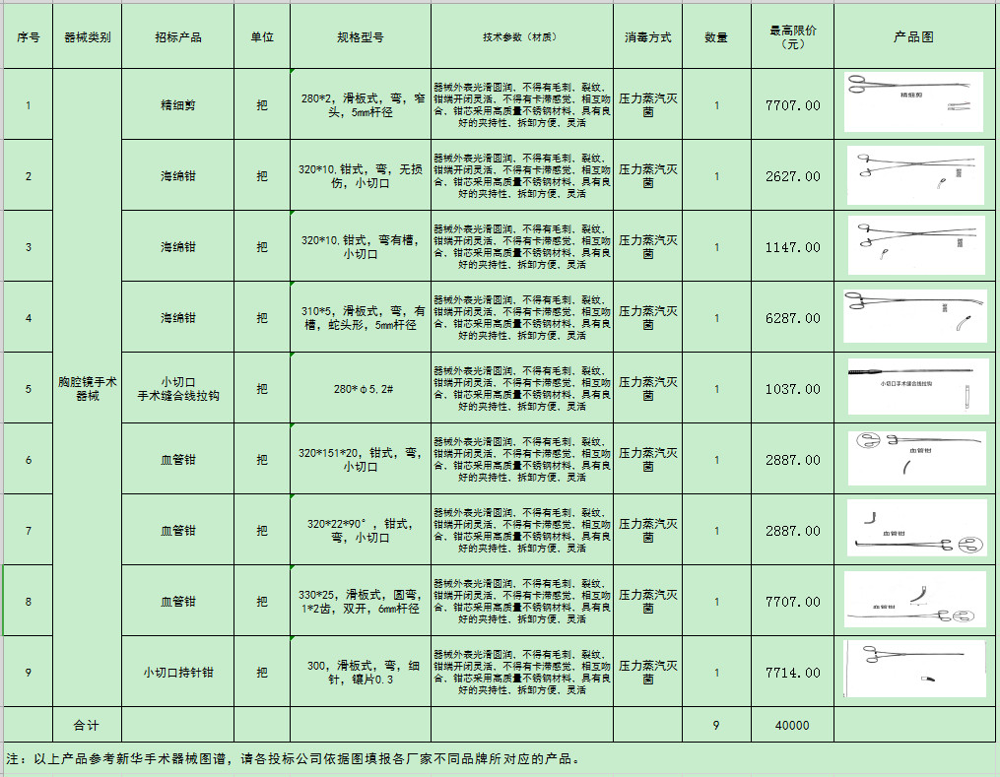 序号 器械类别 招标产品 单位 规格型号 技术参数（材质） 消毒方式 数量 最高限价（元） 产品图
胸腔镜手术器械
1 精细剪 把 280*2, 滑板式, 弯, 窄头, 5mm杆径 器械外表光滑圆润、不得有毛刺、裂纹、钳端开闭灵活、不得有卡滞感觉、相互吻合、钳芯采用高质量不锈钢材料、具有良好的夹持性、拆卸方便、灵活 压力蒸汽灭菌 1 7707.00 精细剪
2 海绵钳 把 320*10,钳式, 弯, 无损伤, 小切口 器械外表光滑圆润、不得有毛刺、裂纹、钳端开闭灵活、不得有卡滞感觉、相互吻合、钳芯采用高质量不锈钢材料、具有良好的夹持性、拆卸方便、灵活 压力蒸汽灭菌 1 2627.00
3 海绵钳 把 320*10,钳式, 弯有槽, 小切口 器械外表光滑圆润、不得有毛刺、裂纹、钳端开闭灵活、不得有卡滞感觉、相互吻合、钳芯采用高质量不锈钢材料、具有良好的夹持性、拆卸方便、灵活 压力蒸汽灭菌 1 1147.00
4 海绵钳 把 310*5, 滑板式, 弯, 有槽, 蛇头形, 5mm杆径 器械外表光滑圆润、不得有毛刺、裂纹、钳端开闭灵活、不得有卡滞感觉、相互吻合、钳芯采用高质量不锈钢材料、具有良好的夹持性、拆卸方便、灵活 压力蒸汽灭菌 1 6287.00
5 小切口手术缝合线拉钩 把 280*φ5,2# 器械外表光滑圆润、不得有毛刺、裂纹、钳端开闭灵活、不得有卡滞感觉、相互吻合、钳芯采用高质量不锈钢材料、具有良好的夹持性、拆卸方便、灵活 压力蒸汽灭菌 1 1037.00 小切口手术缝合线拉钩
6 血管钳 把 320*151*20, 钳式, 弯, 小切口 器械外表光滑圆润、不得有毛刺、裂纹、钳端开闭灵活、不得有卡滞感觉、相互吻合、钳芯采用高质量不锈钢材料、具有良好的夹持性、拆卸方便、灵活 压力蒸汽灭菌 1 2887.00 血管钳
7 血管钳 把 320*22*90°, 钳式, 弯, 小切口 器械外表光滑圆润、不得有毛刺、裂纹、钳端开闭灵活、不得有卡滞感觉、相互吻合、钳芯采用高质量不锈钢材料、具有良好的夹持性、拆卸方便、灵活 压力蒸汽灭菌 1 2887.00 血管钳
8 血管钳 把 330*25, 滑板式, 圆弯, 1*2齿, 双开, 6mm杆径 器械外表光滑圆润、不得有毛刺、裂纹、钳端开闭灵活、不得有卡滞感觉、相互吻合、钳芯采用高质量不锈钢材料、具有良好的夹持性、拆卸方便、灵活 压力蒸汽灭菌 1 7707.00 血管钳
9 小切口持针钳 把 300, 滑板式, 弯, 细针, 镶片0.3 器械外表光滑圆润、不得有毛刺、裂纹、钳端开闭灵活、不得有卡滞感觉、相互吻合、钳芯采用高质量不锈钢材料、具有良好的夹持性、拆卸方便、灵活 压力蒸汽灭菌 1 7714.00
合计 9 40000
注：以上产品参考新华手术器械图谱，请各投标公司依据图填报各厂家不同品牌所对应的产品。